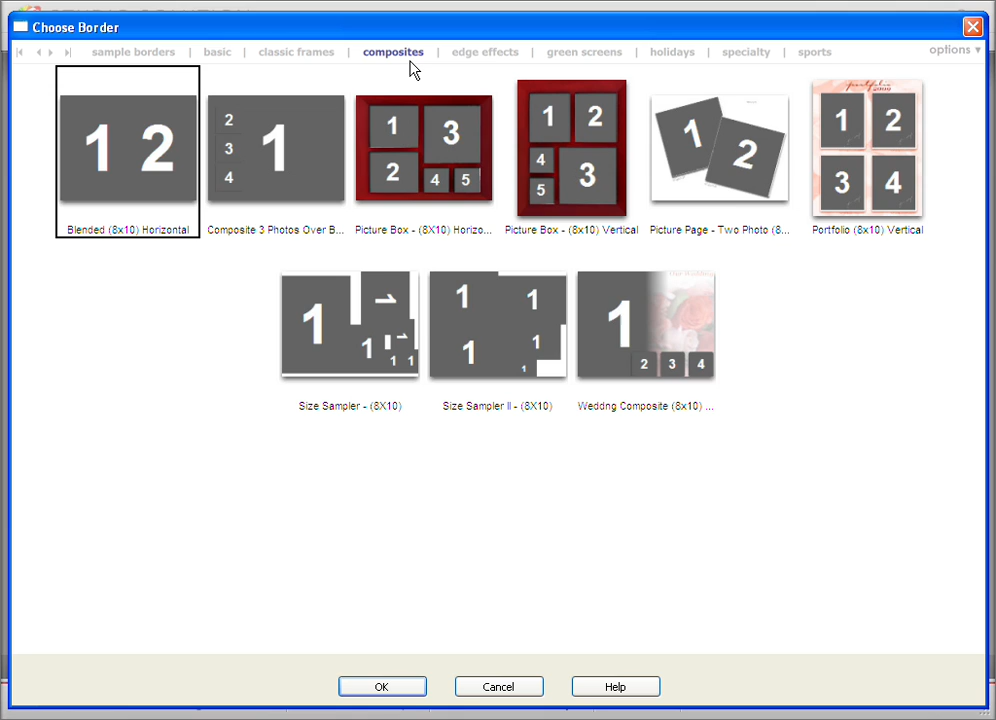 Choose Border
sample borders | basic | classic frames | composites | edge effects | green screens | holidays | specialty | sports options
1 2
2
3
4
1
1
3
2
4 5
1 2
4
3
5
1
2
portfolio
2009
1 2
3 4
Blended (8x10) Horizontal
Composite 3 Photos Over B...
Picture Box - (8X10) Horizo...
Picture Box - (8x10) Vertical
Picture Page - Two Photo (8...
Portfolio (8x10) Vertical
1
1
1
1
1 1
1 1
1 1
1
1
2 3 4
Size Sampler - (8X10)
Size Sampler II - (8X10)
Weddng Composite (8x10) ...
OK Cancel Help